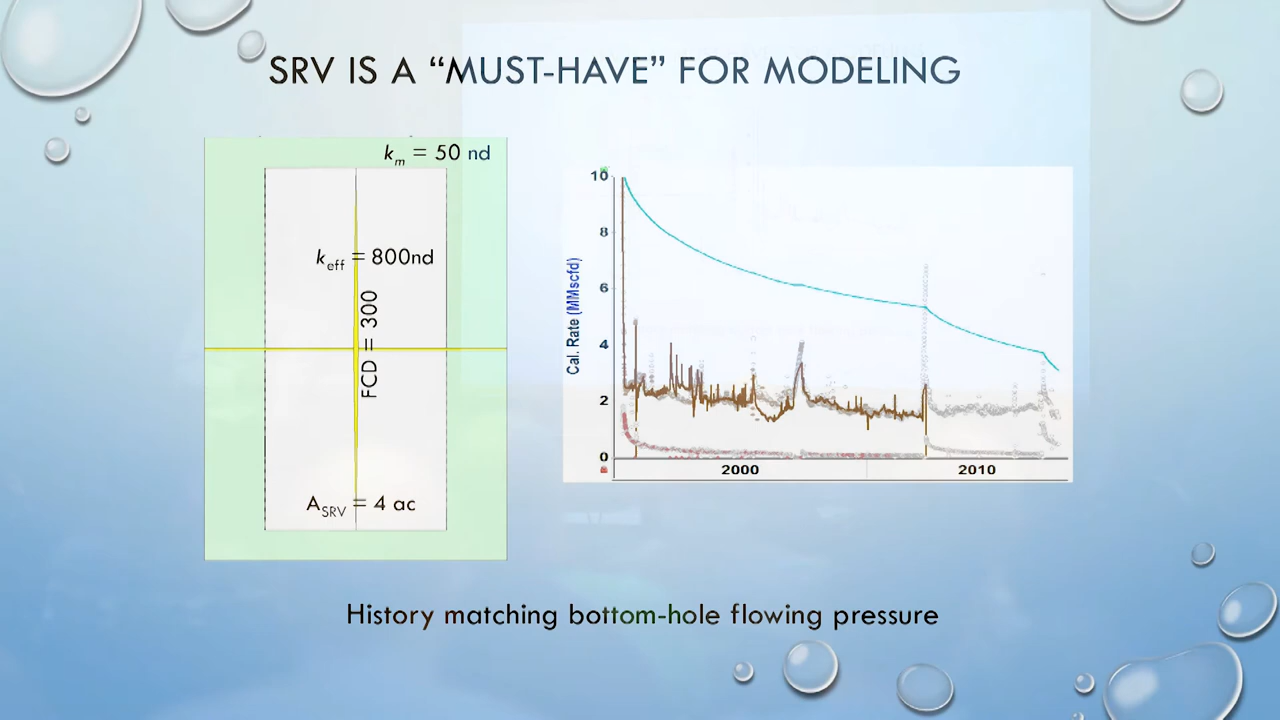 SRV IS A “MUST-HAVE” FOR MODELING
km = 50 nd
keff = 800nd
FCD = 300
ASRV = 4 ac
Cal. Rate (MMscfd)
10
8
6
4
2
0
2000
2010
History matching bottom-hole flowing pressure